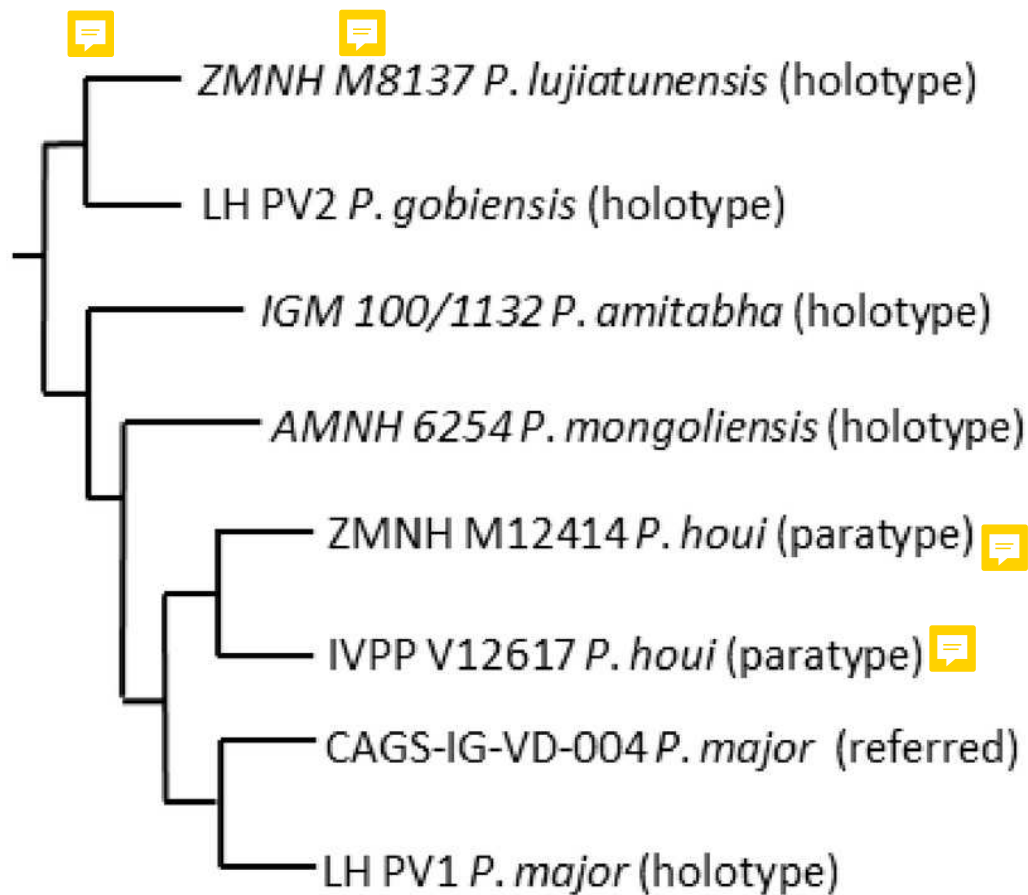 ZMNH M8137 P. lujiatunensis (holotype)
LH PV2 P. gobiensis (holotype)
IGM 100/1132 P. amitabha (holotype)
AMNH 6254 P. mongoliensis (holotype)
ZMNH M12414 P. houi (paratype)
IVPP V12617 P. houi (paratype)
CAGS-IG-VD-004 P. major (referred)
LH PV1 P. major (holotype)